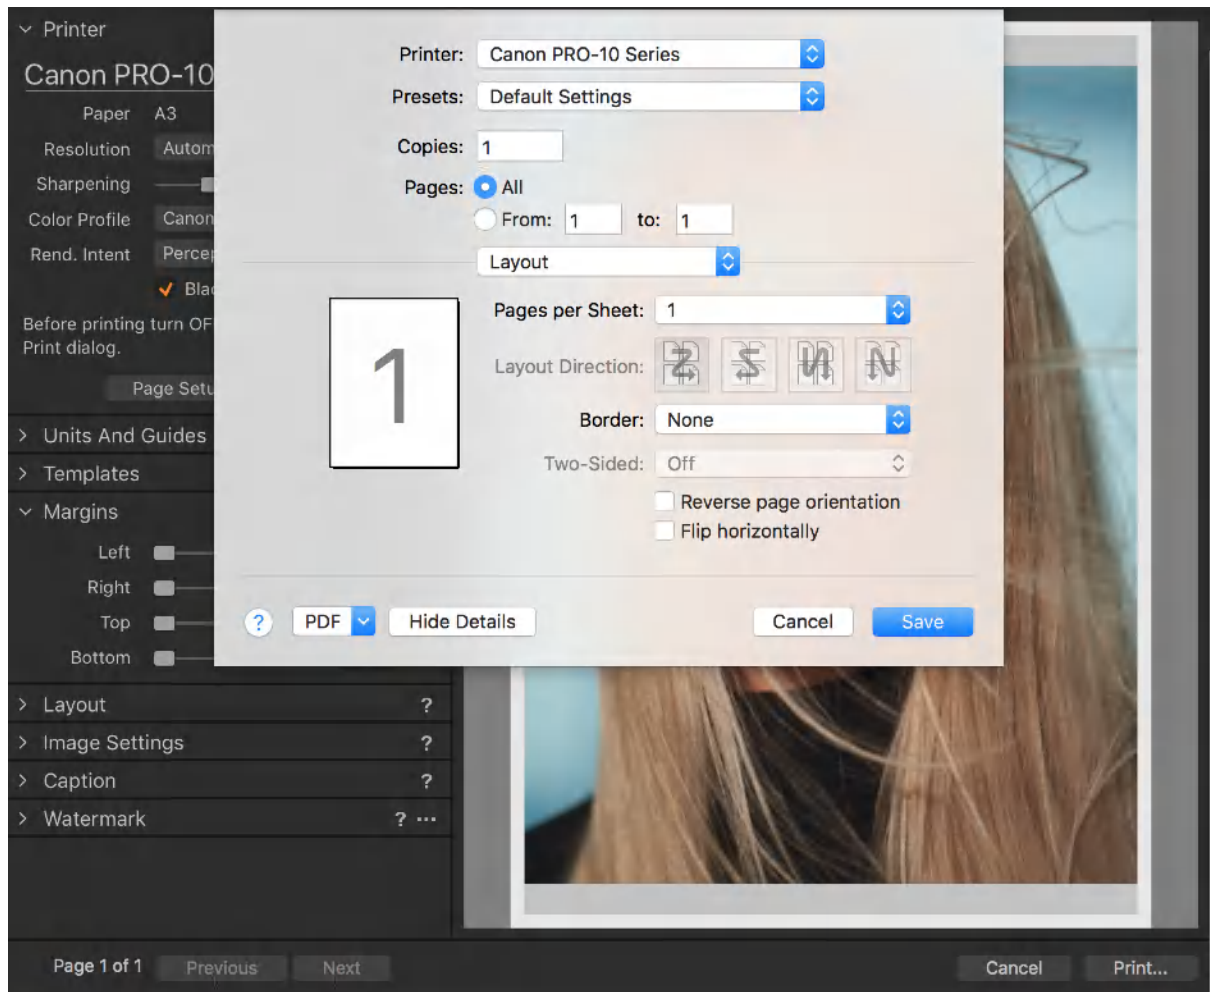 Printer
Canon PRO-10
Paper A3
Resolution Autom
Sharpening
Color Profile Canon
Rend. Intent Percep
Blac
Before printing turn OF
Print dialog.
Page Setu
Units And Guides
Templates
Margins
Left
Right
Top
Bottom
Layout ?
Image Settings ?
Caption ?
Watermark ? ...
Printer: Canon PRO-10 Series
Presets: Default Settings
Copies: 1
Pages: All
From: 1 to: 1
Layout
1
Pages per Sheet: 1
Layout Direction:
Border: None
Two-Sided: Off
Reverse page orientation
Flip horizontally
? PDF Hide Details Cancel Save
Page 1 of 1 Previous Next Cancel Print...